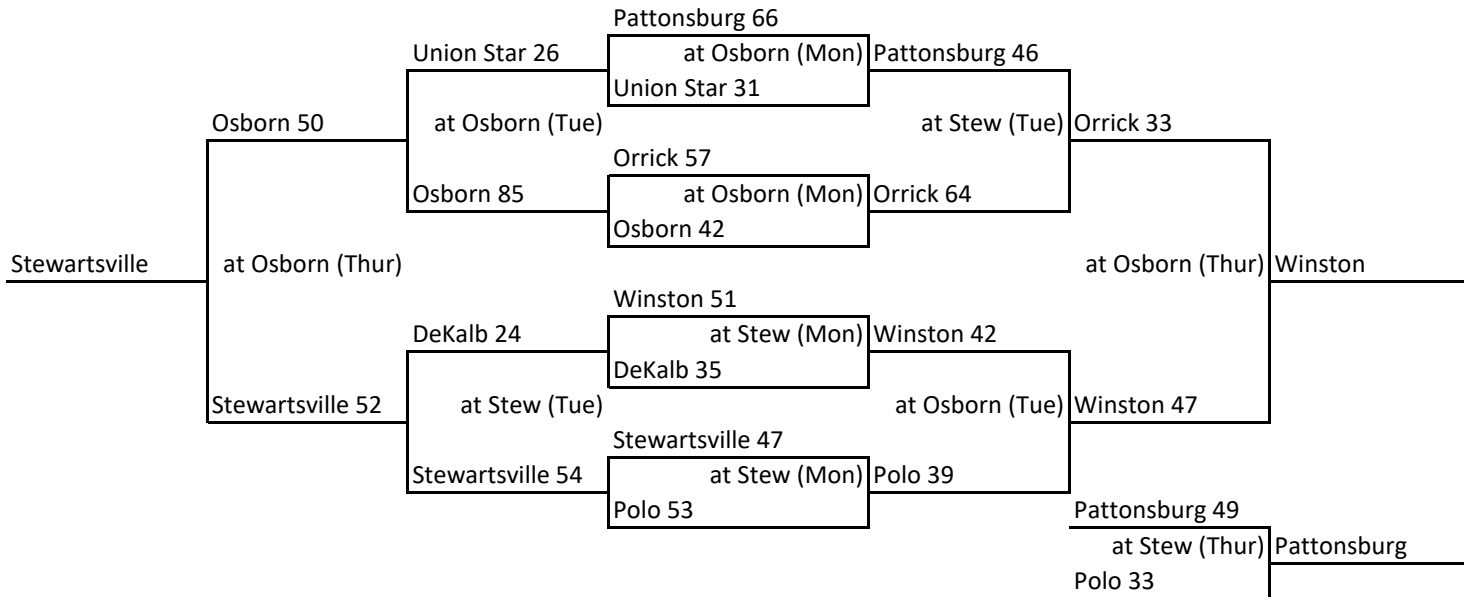 Pattonsburg 66
Union Star 26
at Osborn (Mon)
Pattonsburg 46
Union Star 31
Osborn 50
at Osborn (Tue)
at Stew (Tue)
Orrick 33
Orrick 57
Osborn 85
at Osborn (Mon)
Orrick 64
Osborn 42
Stewartsville
at Osborn (Thur)
at Osborn (Thur)
Winston
Winston 51
DeKalb 24
at Stew (Mon)
Winston 42
DeKalb 35
Stewartsville 52
at Stew (Tue)
at Osborn (Tue)
Winston 47
Stewartsville 47
Stewartsville 54
at Stew (Mon)
Polo 39
Polo 53
Pattonsburg 49
at Stew (Thur)
Pattonsburg
Polo 33